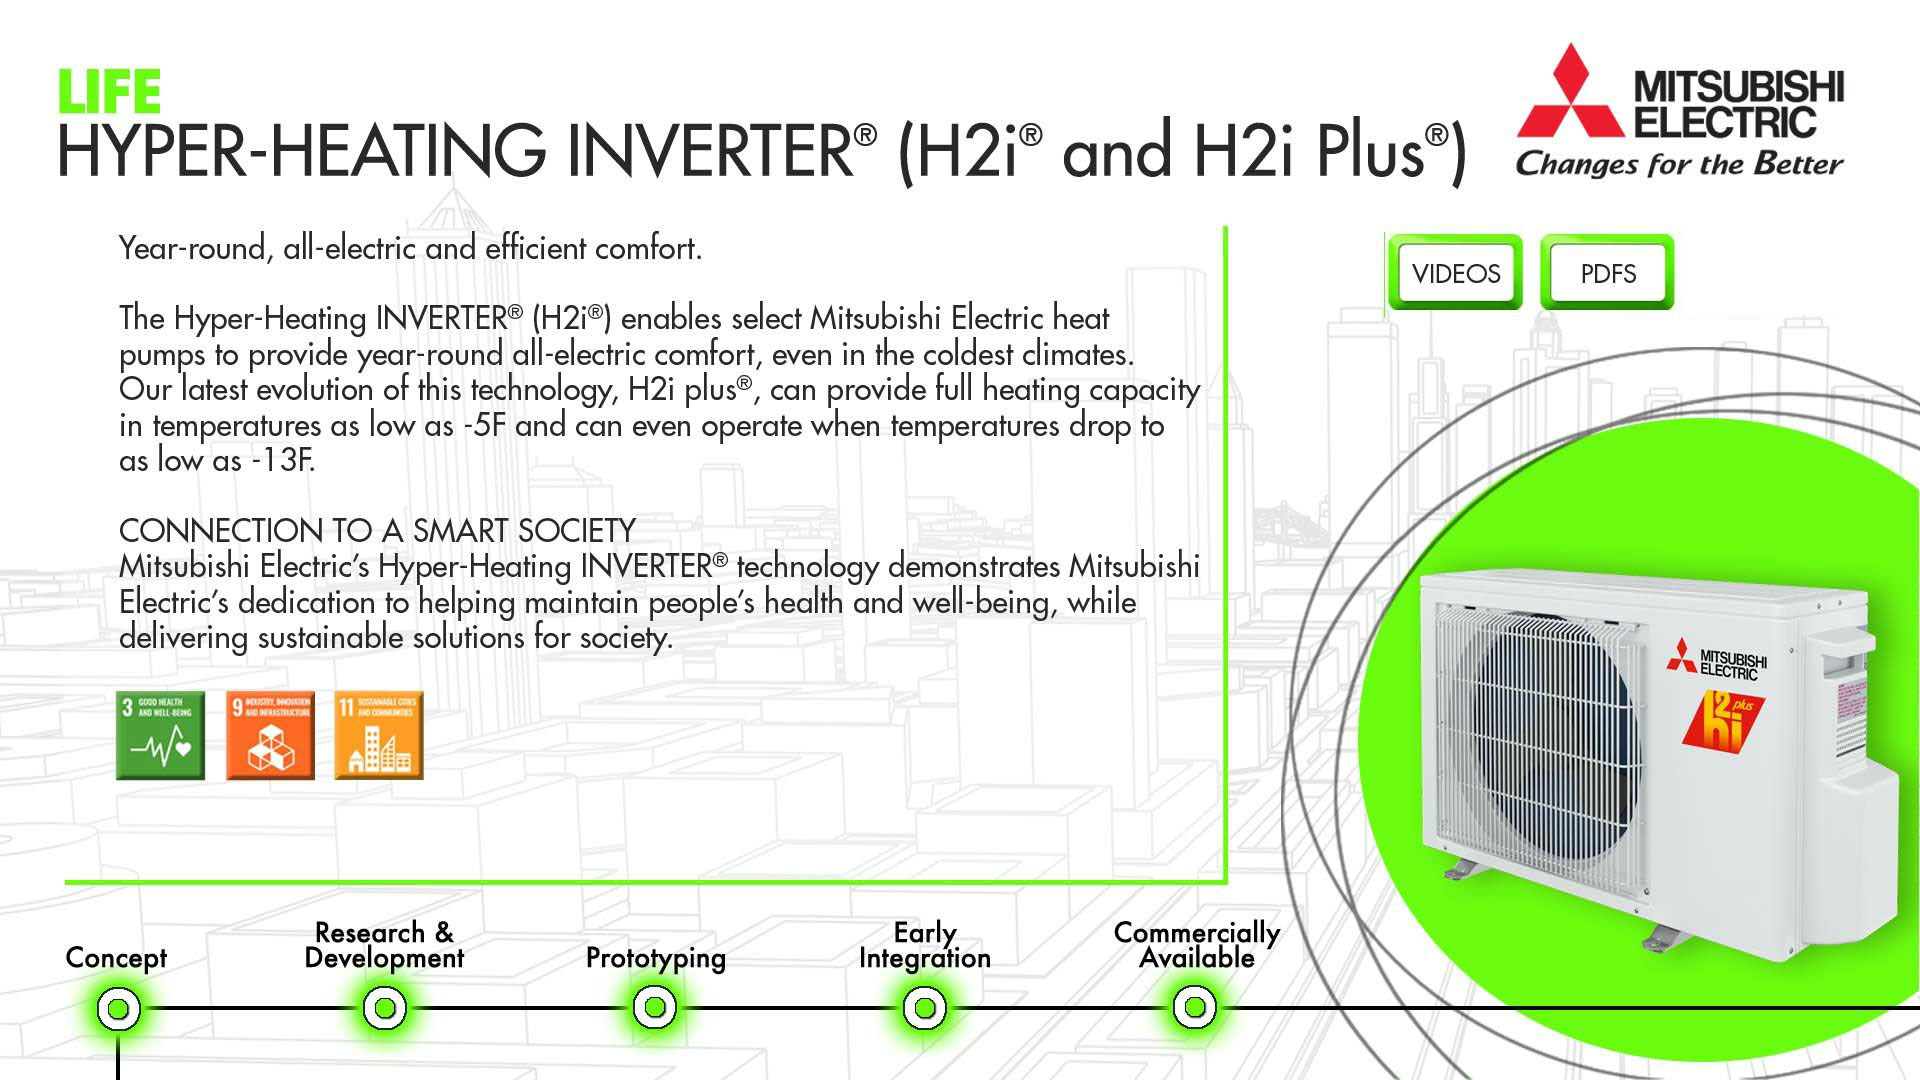 LIFE
HYPER-HEATING INVERTER® (H2i® and H2i Plus®)
MITSUBISHI
ELECTRIC
Changes for the Better
Year-round, all-electric and efficient comfort.
The Hyper-Heating INVERTER® (H2i®) enables select Mitsubishi Electric heat
pumps to provide year-round all-electric comfort, even in the coldest climates.
Our latest evolution of this technology, H2i plus®, can provide full heating capacity
in temperatures as low as -5F and can even operate when temperatures drop to
as low as -13F.
CONNECTION TO A SMART SOCIETY
Mitsubishi Electric’s Hyper-Heating INVERTER® technology demonstrates Mitsubishi
Electric’s dedication to helping maintain people’s health and well-being, while
delivering sustainable solutions for society.
3 GOOD HEALTH
AND WELL-BEING
9 INDUSTRY, INNOVATION
AND INFRASTRUCTURE
11 SUSTAINABLE CITIES
AND COMMUNITIES
VIDEOS
PDFS
MITSUBISHI
ELECTRIC
h2i plus
Concept
Research &
Development
Prototyping
Early
Integration
Commercially
Available